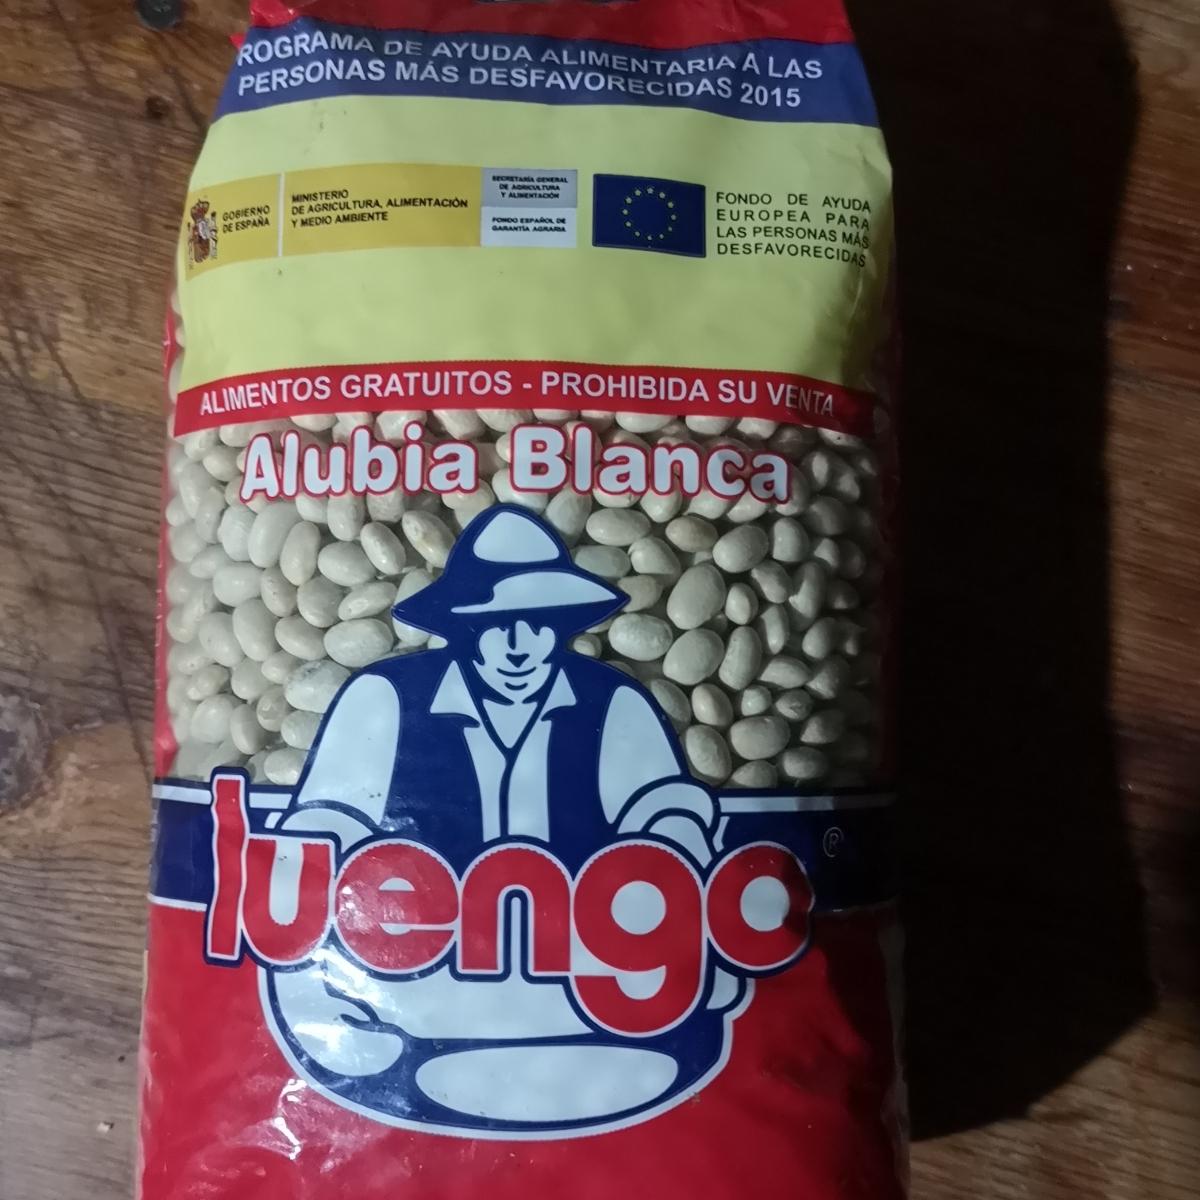 ROGRAMA DE AYUDA ALIMENTARIA A LAS
PERSONAS MÁS DESFAVORECIDAS 2015
GOBIERNO
DE ESPAÑA
MINISTERIO
DE AGRICULTURA, ALIMENTACIÓN
Y MEDIO AMBIENTE
SECRETARÍA GENERAL
DE AGRICULTURA
Y ALIMENTACIÓN
FONDO ESPAÑOL DE
GARANTÍA AGRARIA
FONDO DE AYUDA
EUROPEA PARA
LAS PERSONAS MÁS
DESFAVORECIDAS
ALIMENTOS GRATUITOS - PROHIBIDA SU VENTA
Alubia Blanca
luengo ®